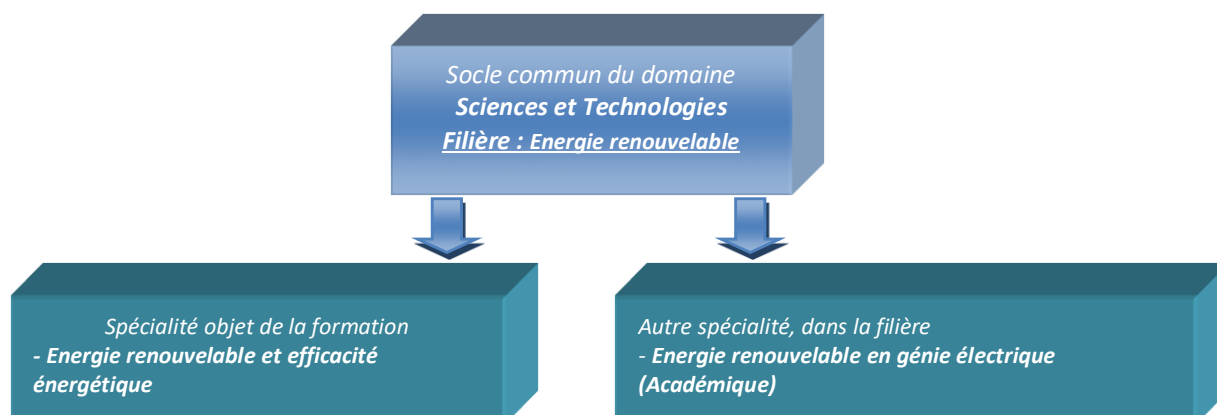 Socle commun du domaine
Sciences et Technologies
Filière : Energie renouvelable
Spécialité objet de la formation
- Energie renouvelable et efficacité
énergétique
Autre spécialité, dans la filière
- Energie renouvelable en génie électrique
(Académique)